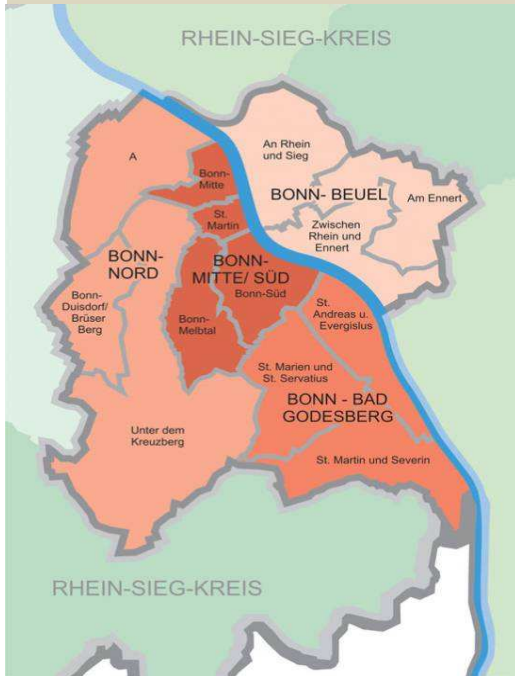 RHEIN-SIEG-KREIS
An Rhein
und Sieg
A
Bonn-
Mitte
BONN- BEUEL
Am Ennert
St.
Martin
Zwischen
Rhein und
Ennert
BONN-
NORD
BONN-
MITTE/ SÜD
Bonn-Süd
Bonn-
Duisdorf/
Brüser
Berg
Bonn-
Melbtal
St.
Andreas u.
Evergislus
St. Marien und
St. Servatius
BONN - BAD
GODESBERG
Unter dem
Kreuzberg
St. Martin und Severin
RHEIN-SIEG-KREIS